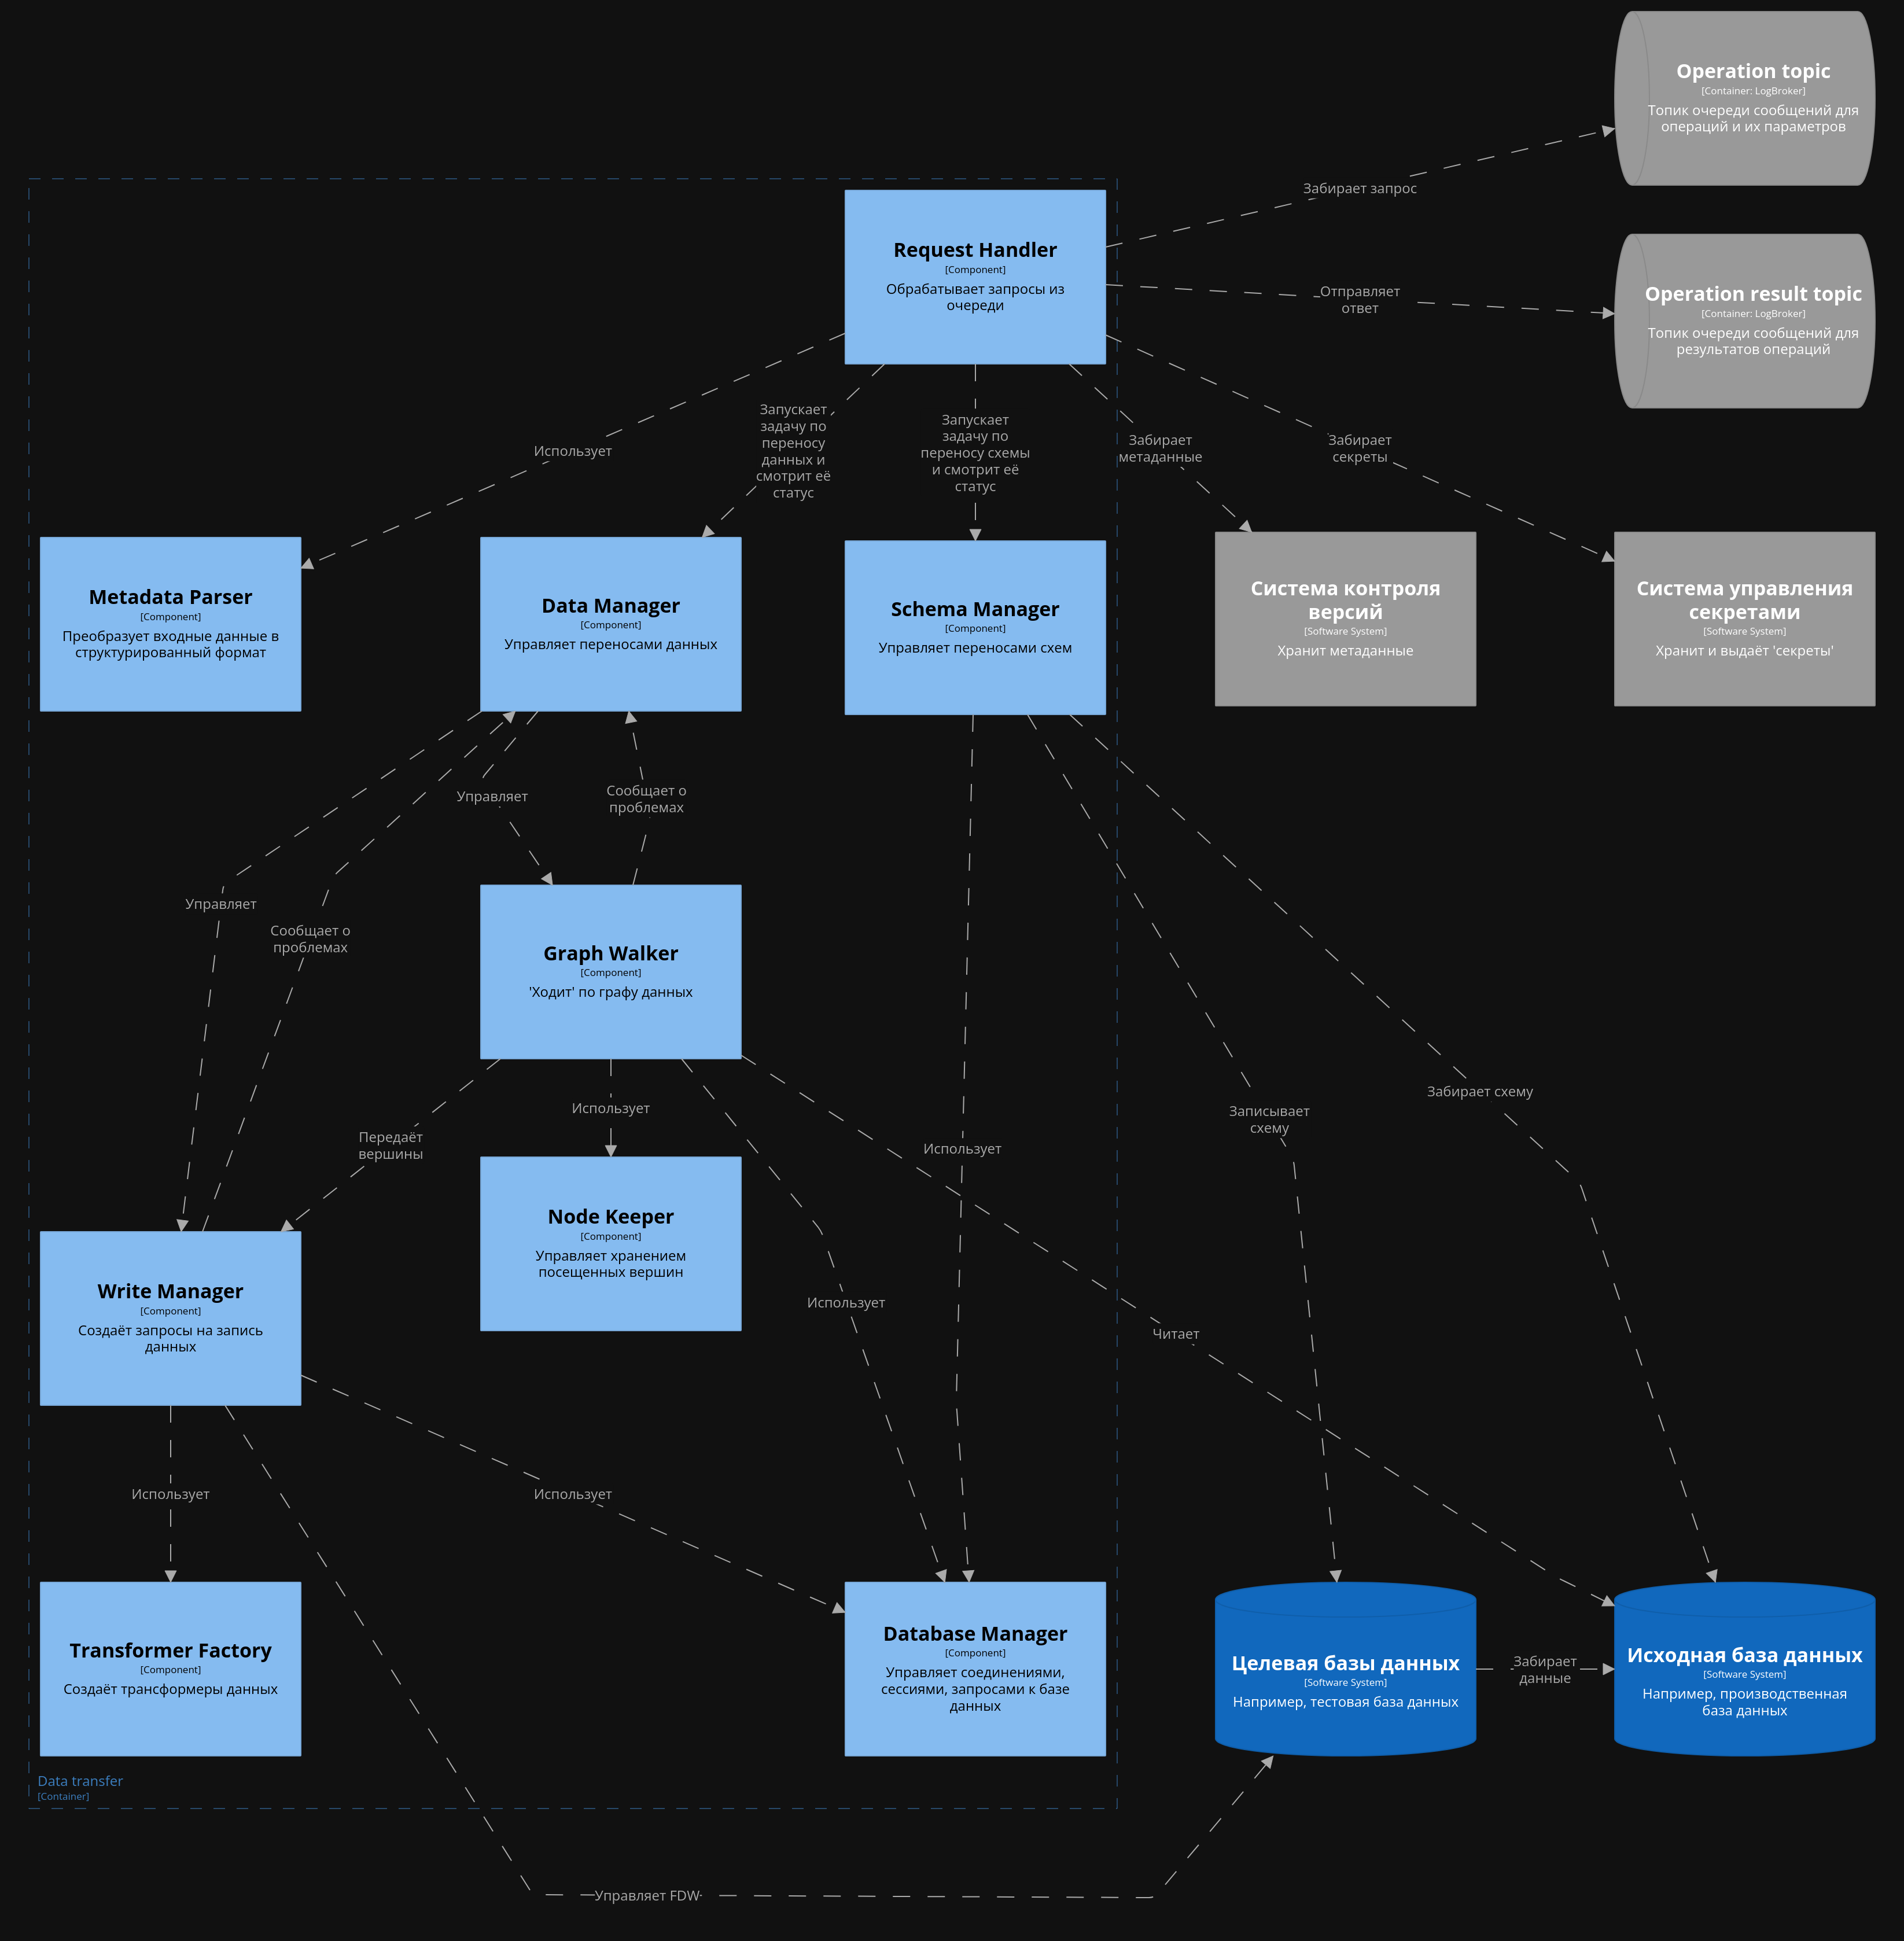 Operation topic
[Container: LogBroker]
Топик очереди сообщений для
операций и их параметров
Забирает запрос
Request Handler
[Component]
Обрабатывает запросы из
очереди
Отправляет
ответ
Operation result topic
[Container: LogBroker]
Топик очереди сообщений для
результатов операций
Использует
Запускает
задачу по
переносу
данных и
смотрит её
статус
Запускает
задачу по
переносу схемы
и смотрит её
статус
Забирает
метаданные
Забирает
секреты
Metadata Parser
[Component]
Преобразует входные данные в
структурированный формат
Data Manager
[Component]
Управляет переносами данных
Schema Manager
[Component]
Управляет переносами схем
Система контроля
версий
[Software System]
Хранит метаданные
Система управления
секретами
[Software System]
Хранит и выдаёт 'секреты'
Управляет
Сообщает о
проблемах
Управляет
Сообщает о
проблемах
Graph Walker
[Component]
'Ходит' по графу данных
Передаёт
вершины
Использует
Использует
Записывает
схему
Забирает схему
Node Keeper
[Component]
Управляет хранением
посещенных вершин
Write Manager
[Component]
Создаёт запросы на запись
данных
Использует
Читает
Использует
Использует
Transformer Factory
[Component]
Создаёт трансформеры данных
Database Manager
[Component]
Управляет соединениями,
сессиями, запросами к базе
данных
Целевая базы данных
[Software System]
Например, тестовая база данных
Забирает
данные
Исходная база данных
[Software System]
Например, производственная
база данных
Data transfer
[Container]
Управляет FDW